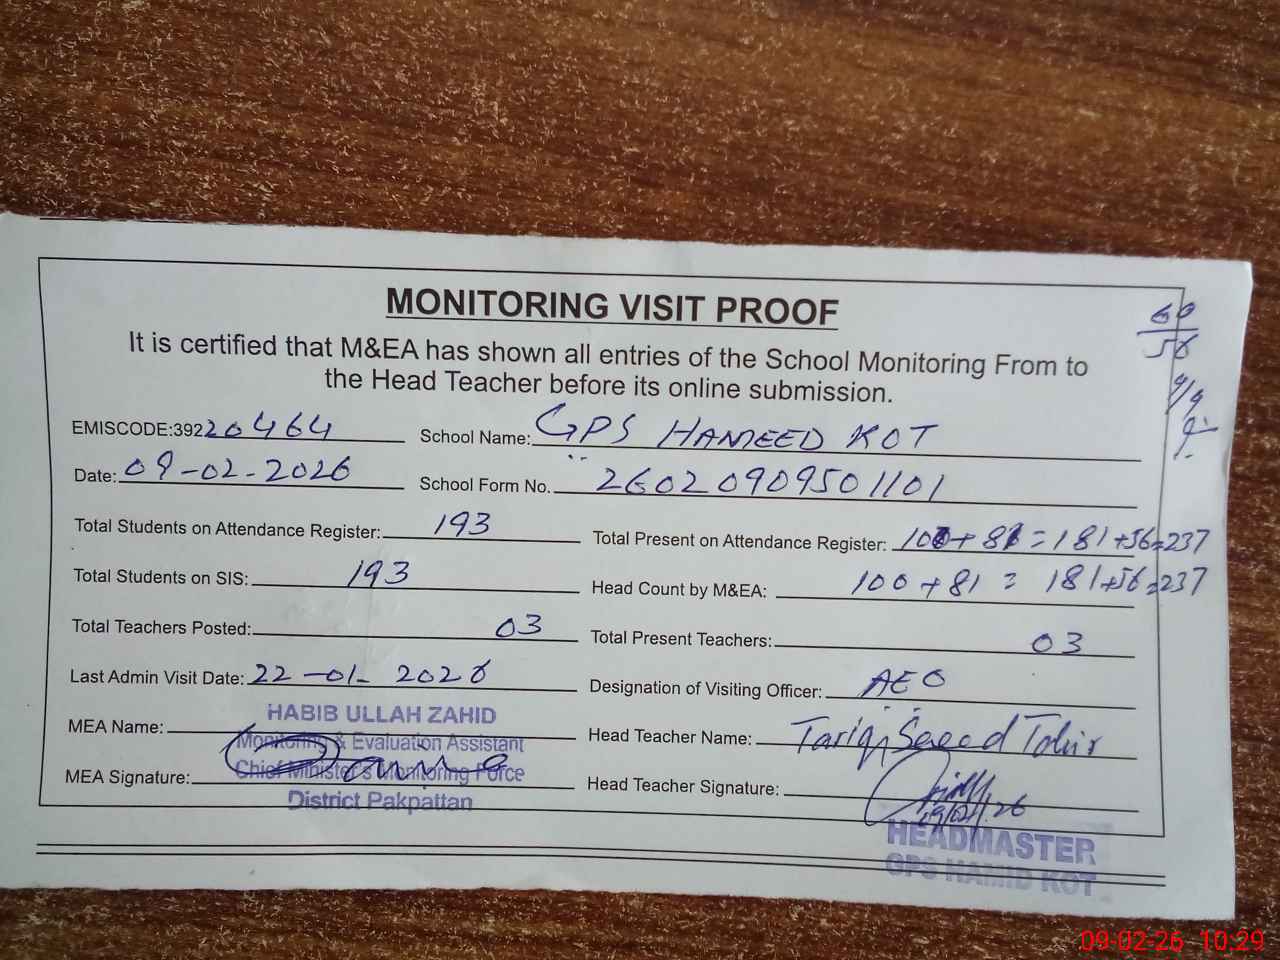 MONITORING VISIT PROOF
It is certified that M&EA has shown all entries of the School Monitoring From to
the Head Teacher before its online submission.
60
56
EMISCODE:39220464 School Name: GPS HAMEED KOT
Date: 09-02-2026 School Form No. 26020909501101
Total Students on Attendance Register: 193 Total Present on Attendance Register: 100+81=181+56=237
Total Students on SIS: 193 Head Count by M&EA: 100+81=181+56=237
Total Teachers Posted: 03 Total Present Teachers: 03
Last Admin Visit Date: 22-01-2026 Designation of Visiting Officer: AEO
MEA Name: HABIB ULLAH ZAHID Head Teacher Name: Tariq Saeed Tahir
Monitoring & Evaluation Assistant
Chief Minister's Monitoring Force
MEA Signature: Head Teacher Signature:
District Pakpattan
09/02/26
HEADMASTER
GPS HAMID KOT
09-02-26 10:29